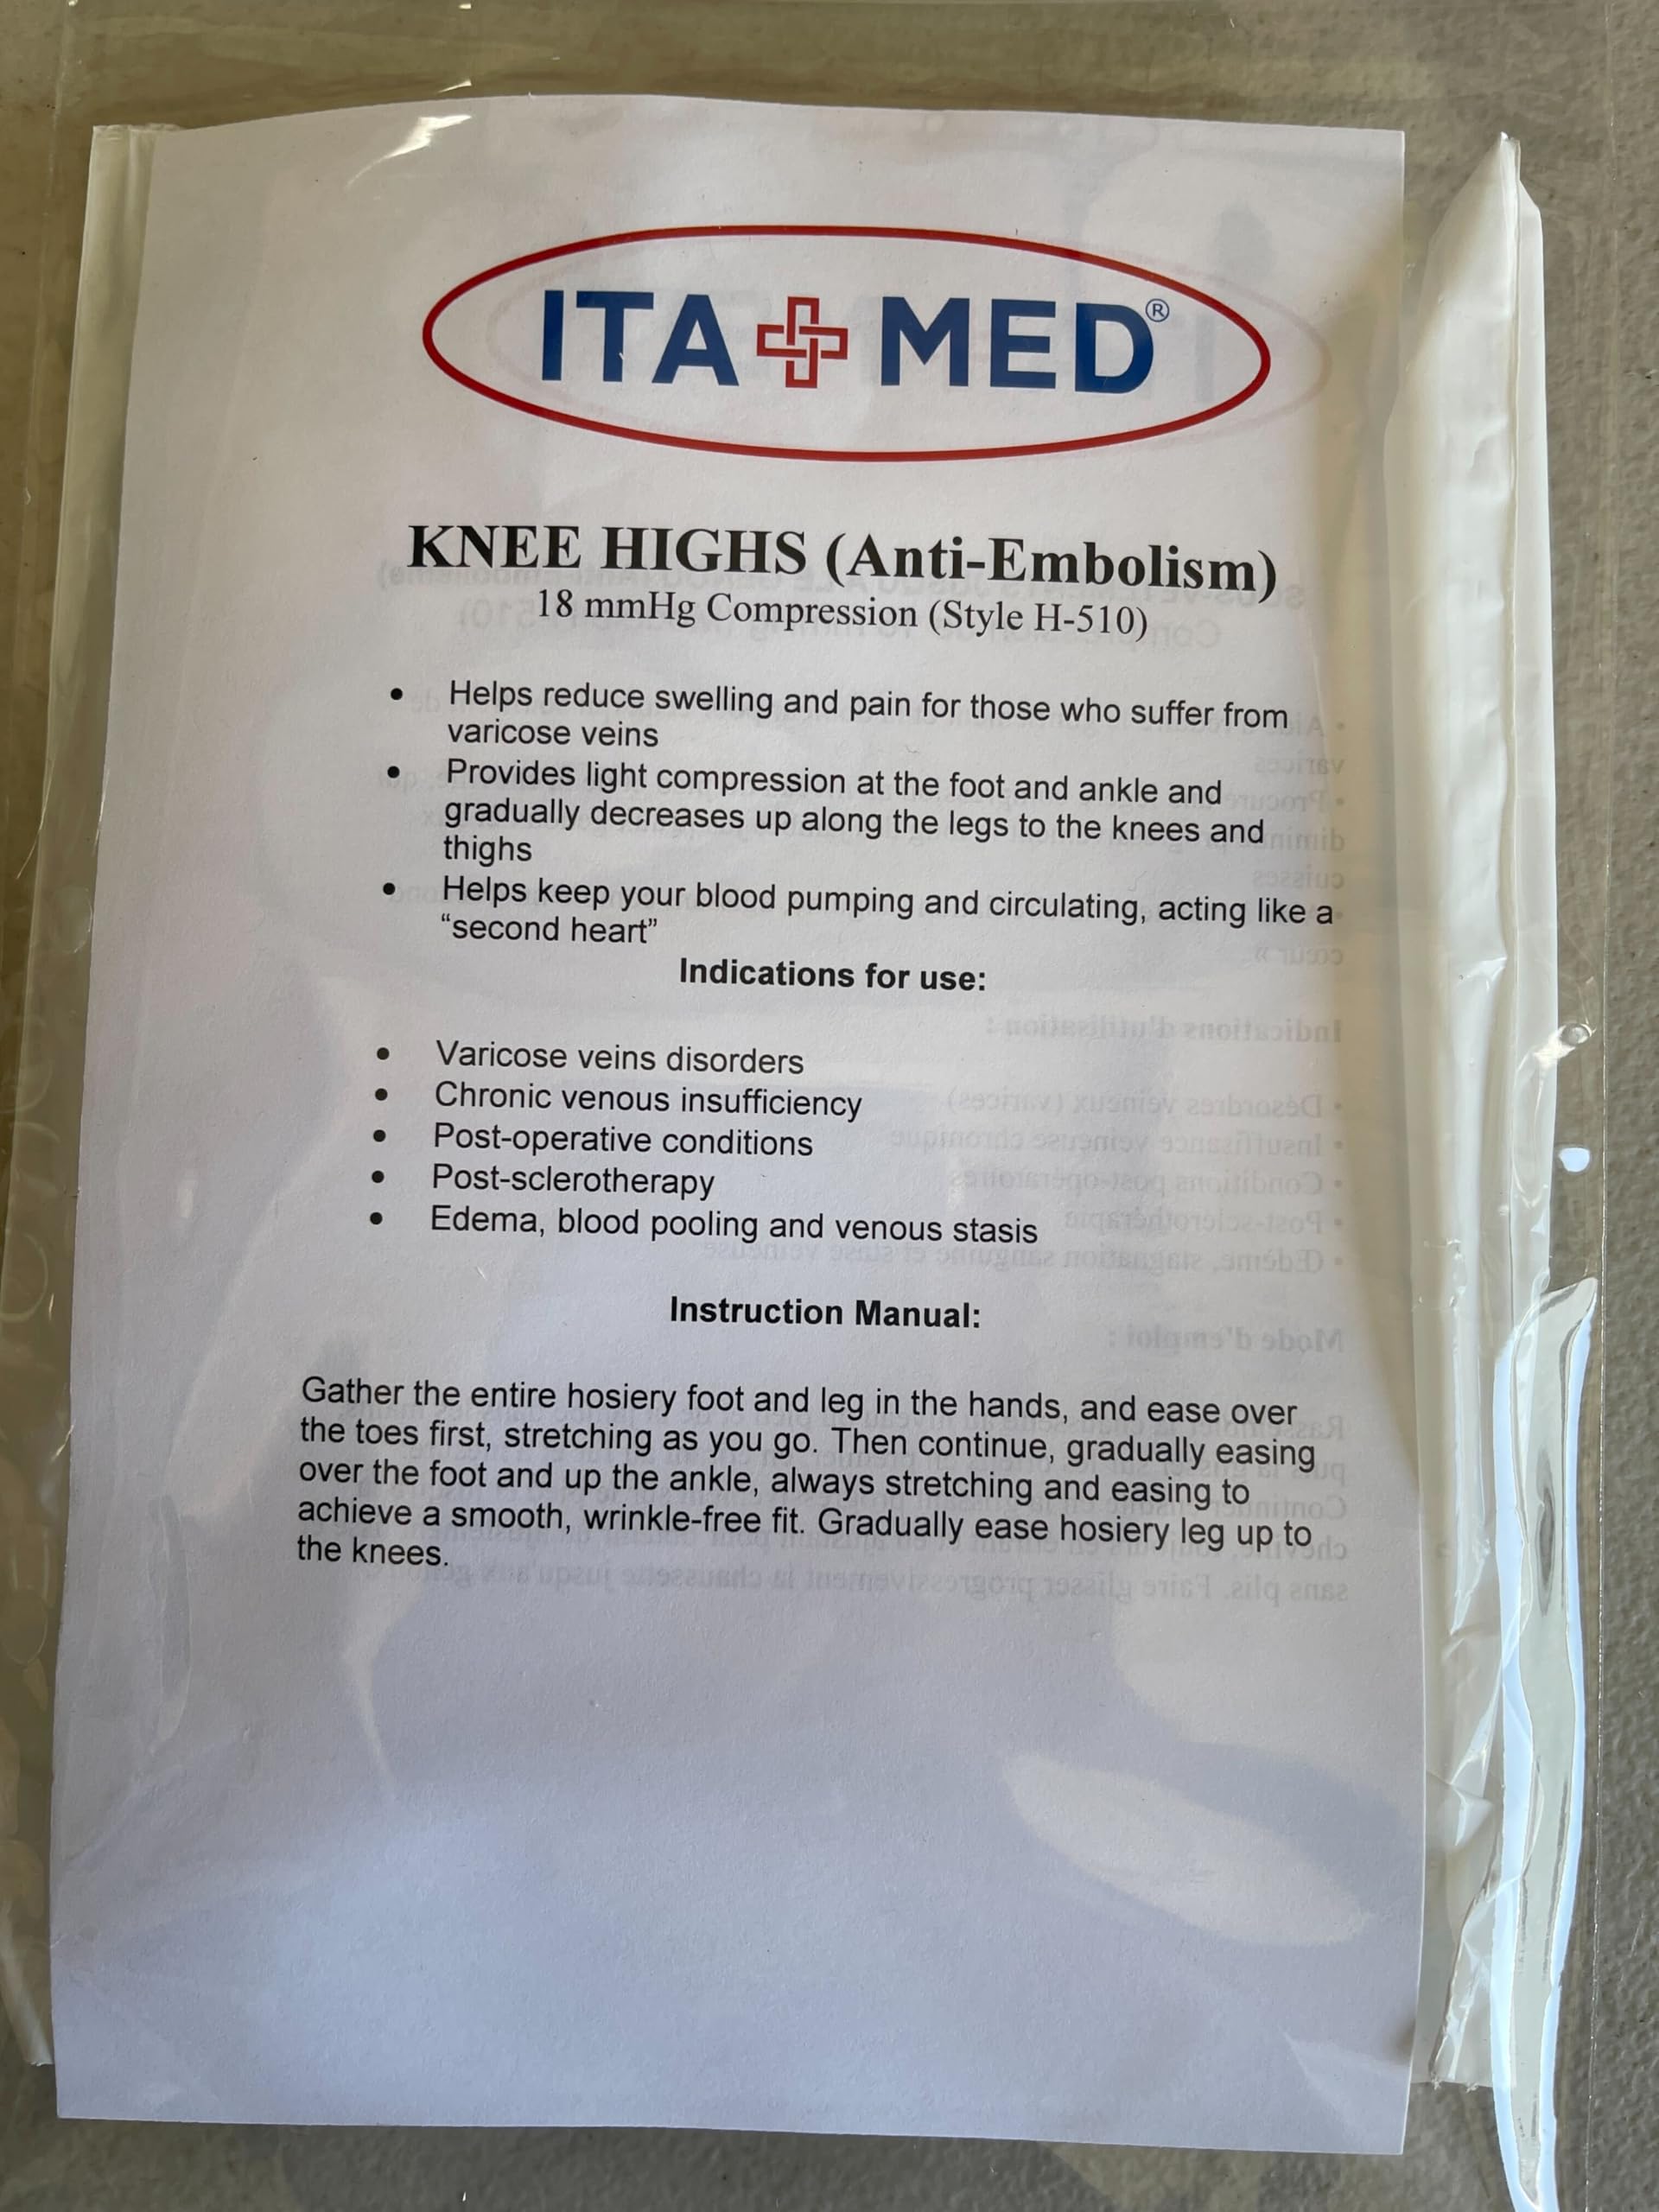 ITA MED®
KNEE HIGHS (Anti-Embolism)
18 mmHg Compression (Style H-510)
• Helps reduce swelling and pain for those who suffer from
varicose veins
• Provides light compression at the foot and ankle and
gradually decreases up along the legs to the knees and
thighs
• Helps keep your blood pumping and circulating, acting like a
“second heart”
Indications for use:
• Varicose veins disorders
• Chronic venous insufficiency
• Post-operative conditions
• Post-sclerotherapy
• Edema, blood pooling and venous stasis
Instruction Manual:
Gather the entire hosiery foot and leg in the hands, and ease over
the toes first, stretching as you go. Then continue, gradually easing
over the foot and up the ankle, always stretching and easing to
achieve a smooth, wrinkle-free fit. Gradually ease hosiery leg up to
the knees.